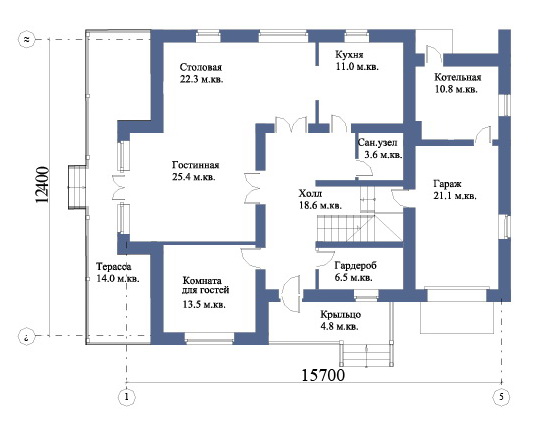 Столовая
22.3 м.кв.
Кухня
11.0 м.кв.
Котельная
10.8 м.кв.
Сан.узел
3.6 м.кв.
Гостинная
25.4 м.кв.
Холл
18.6 м.кв.
Гараж
21,1 м.кв.
12400
Терасса
14.0 м.кв.
Комната
для гостей
13.5 м.кв.
Гардероб
6.5 м.кв.
Крыльцо
4.8 м.кв.
15700
1
5